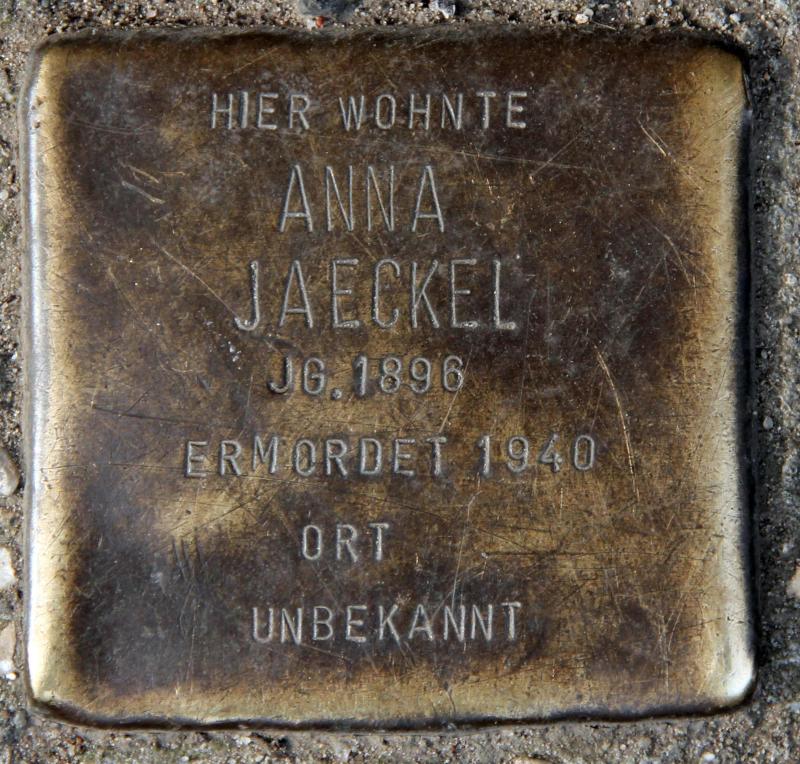 HIER WOHNTE
ANNA
JAECKEL
JG. 1896
ERMORDET 1940
ORT
UNBEKANNT